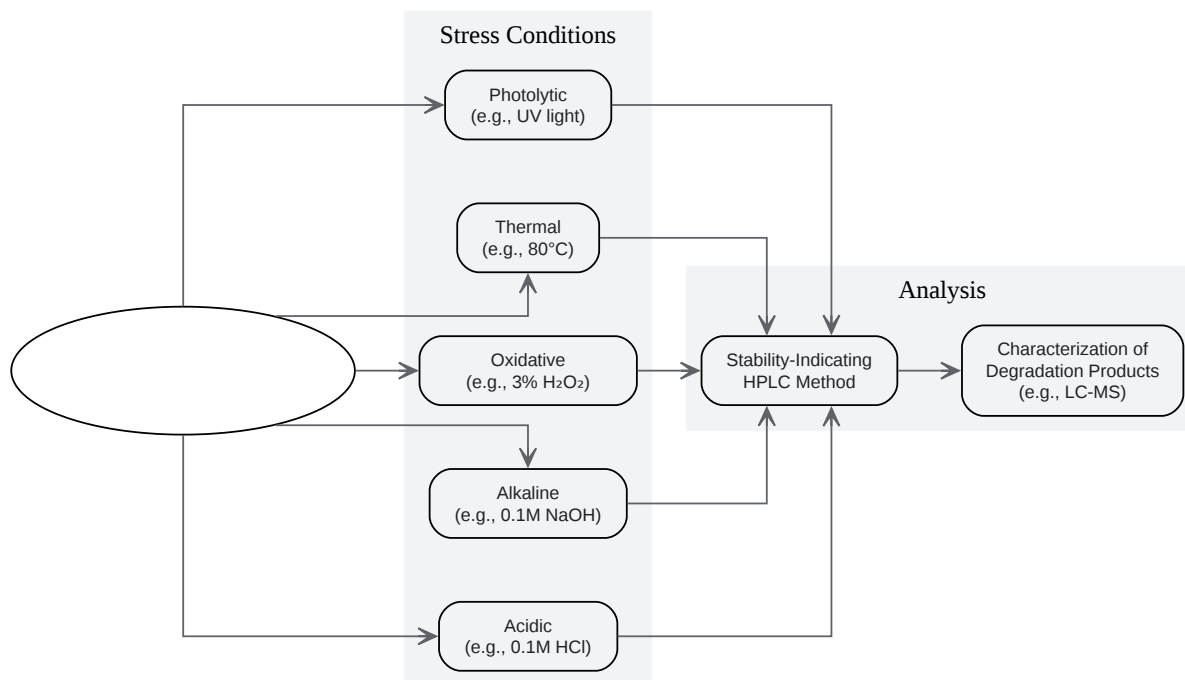 Stress Conditions
Photolytic
(e.g., UV light)
Thermal
(e.g., 80°C)
Oxidative
(e.g., 3% H₂O₂)
Alkaline
(e.g., 0.1M NaOH)
Acidic
(e.g., 0.1M HCl)
Analysis
Stability-Indicating
HPLC Method
Characterization of
Degradation Products
(e.g., LC-MS)